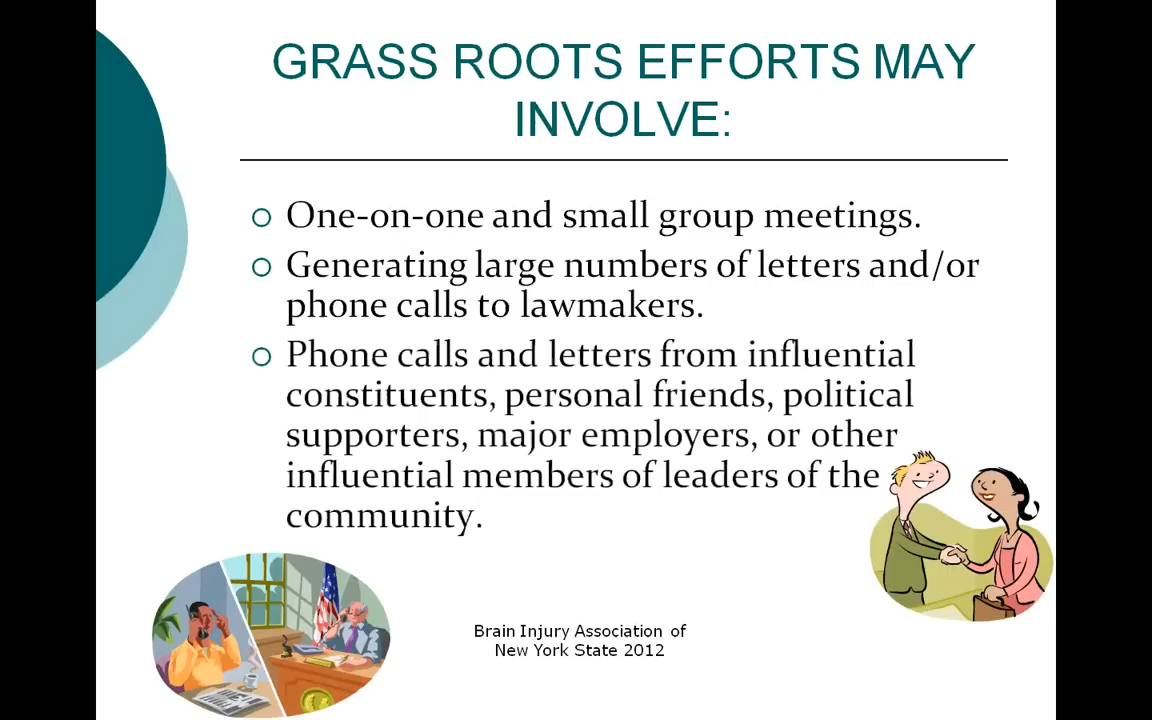 GRASS ROOTS EFFORTS MAY
INVOLVE:
One-on-one and small group meetings.
Generating large numbers of letters and/or
phone calls to lawmakers.
Phone calls and letters from influential
constituents, personal friends, political
supporters, major employers, or other
influential members of leaders of the
community.
Brain Injury Association of
New York State 2012